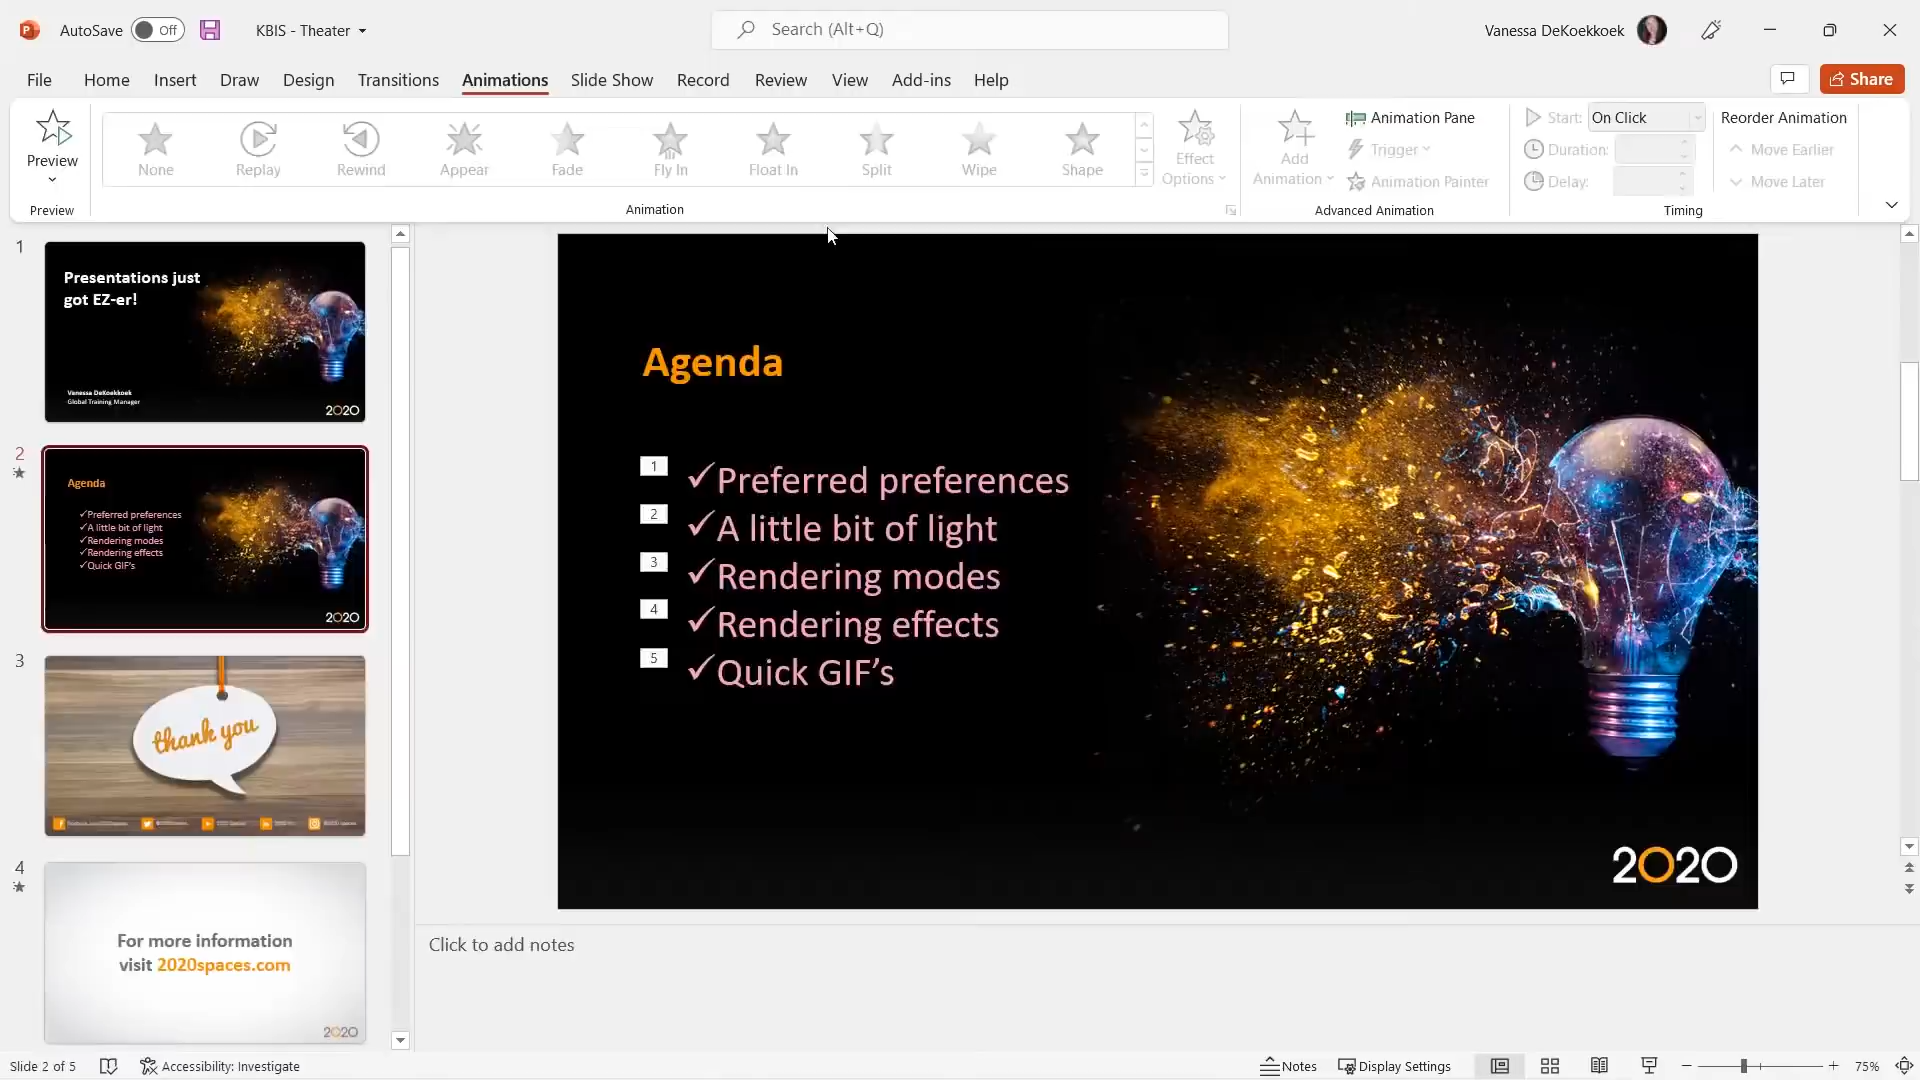 AutoSave Off KBIS - Theater Search (Alt+Q) Vanessa DeKoekkoek
File Home Insert Draw Design Transitions Animations Slide Show Record Review View Add-ins Help Share
Preview
None Replay Rewind Appear Fade Fly In Float In Split Wipe Shape
Effect Options
Add Animation
Animation Pane
Trigger
Animation Painter
Start: On Click
Duration:
Delay:
Reorder Animation
Move Earlier
Move Later
Preview Animation Advanced Animation Timing
1
Presentations just
got EZ-er!
Vanessa DeKoekkoek
Global Training Manager
2020
2
Agenda
✓Preferred preferences
✓A little bit of light
✓Rendering modes
✓Rendering effects
✓Quick GIF's
2020
3
thank you
4
For more information
visit 2020spaces.com
2020
Agenda
1 ✓Preferred preferences
2 ✓A little bit of light
3 ✓Rendering modes
4 ✓Rendering effects
5 ✓Quick GIF’s
2020
Click to add notes
Slide 2 of 5 Accessibility: Investigate Notes Display Settings 75%